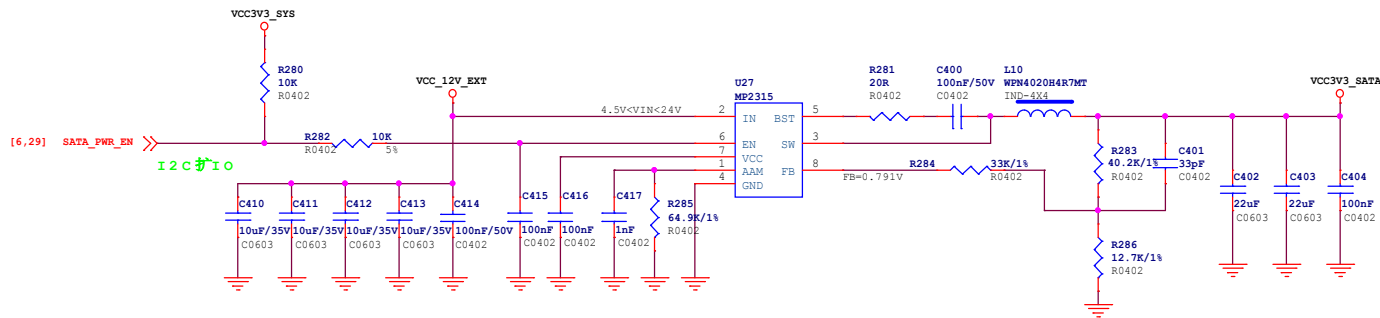 VCC3V3_SYS
R280
10K
R0402
VCC_12V_EXT
[6,29] SATA_PWR_EN
I2C扩IO
R282
R0402
10K
5%
4.5V<VIN<24V
U27
MP2315
2 IN BST 5
6 EN SW 3
7 VCC
1 AAM FB 8
4 GND
R281
20R
R0402
C400
100nF/50V
C0402
L10
WPN4020H4R7MT
IND-4X4
VCC3V3_SATA
FB=0.791V
R284
33K/1%
R0402
R283
40.2K/1%
R0402
C401
33pF
C0402
R286
12.7K/1%
R0402
C402
22uF
C0603
C403
22uF
C0603
C404
100nF
C0402
C410
10uF/35V
C0603
C411
10uF/35V
C0603
C412
10uF/35V
C0603
C413
10uF/35V
C0603
C414
100nF/50V
C0402
C415
100nF
C0402
C416
100nF
C0402
C417
1nF
C0402
R285
64.9K/1%
R0402